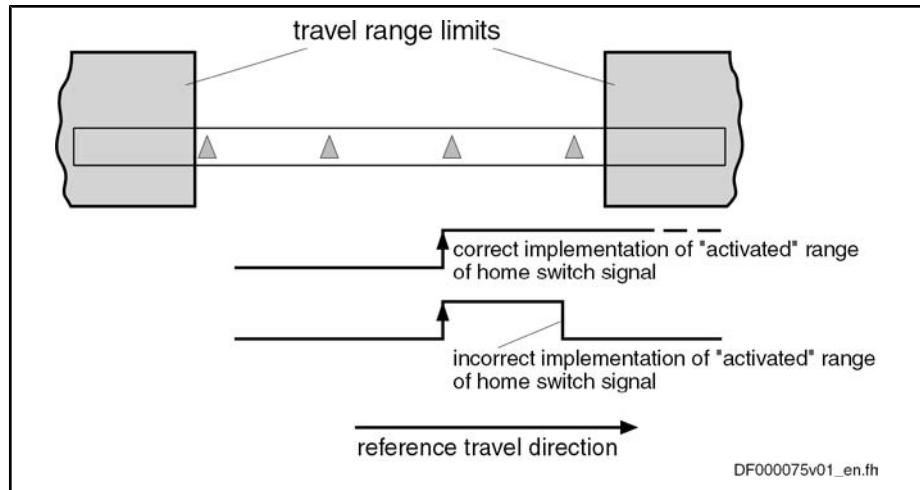 travel range limits
correct implementation of "activated" range
of home switch signal
incorrect implementation of "activated" range
of home switch signal
reference travel direction
DF000075v01_en.fh